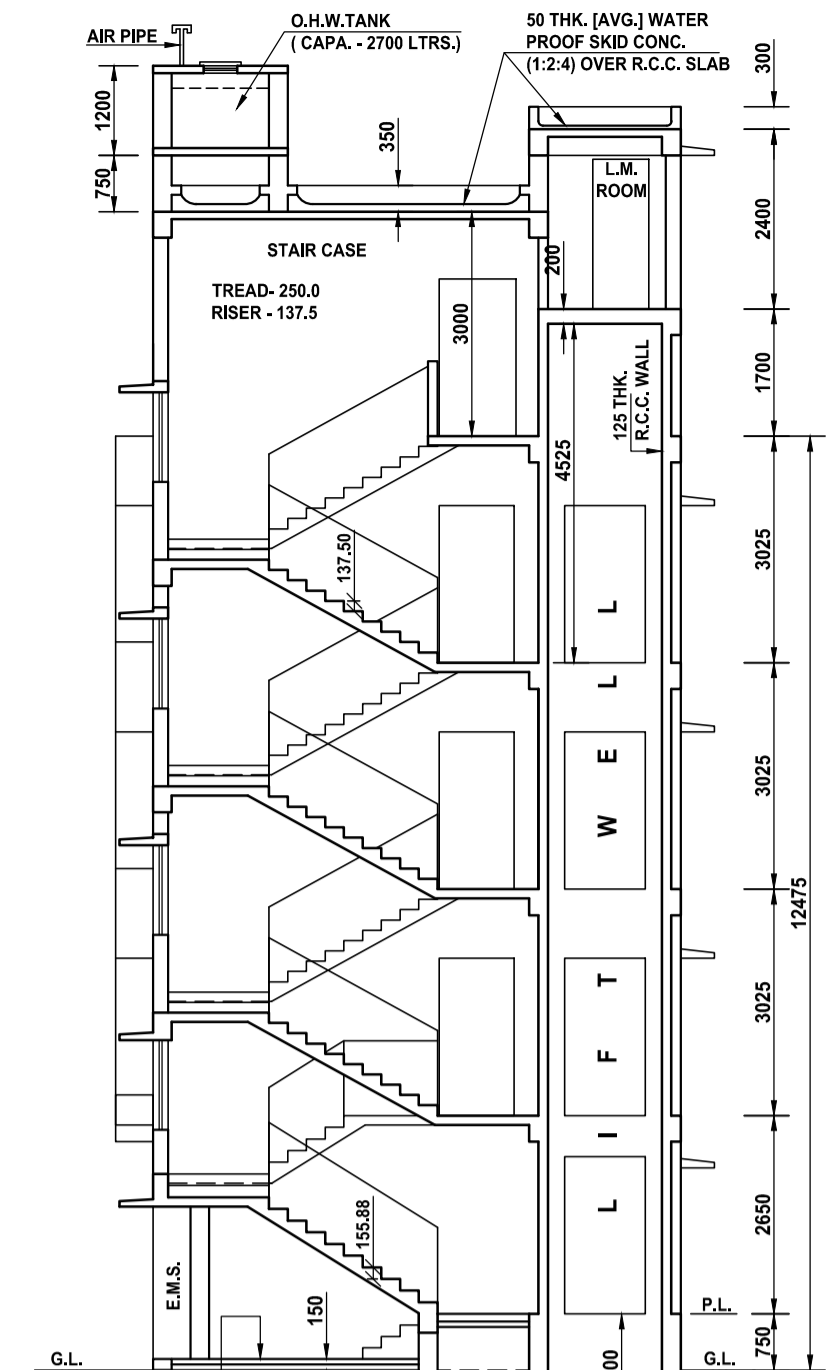 AIR PIPE
O.H.W.TANK
( CAPA. - 2700 LTRS.)
50 THK. [AVG.] WATER
PROOF SKID CONC.
(1:2:4) OVER R.C.C. SLAB
300
1200
750
350
L.M.
ROOM
2400
STAIR CASE
TREAD- 250.0
RISER - 137.5
200
3000
1700
125 THK.
R.C.C. WALL
4525
137.50
3025
3025
3025
12475
LIFT WELL
2650
155.88
E.M.S.
150
P.L.
750
G.L.
G.L.